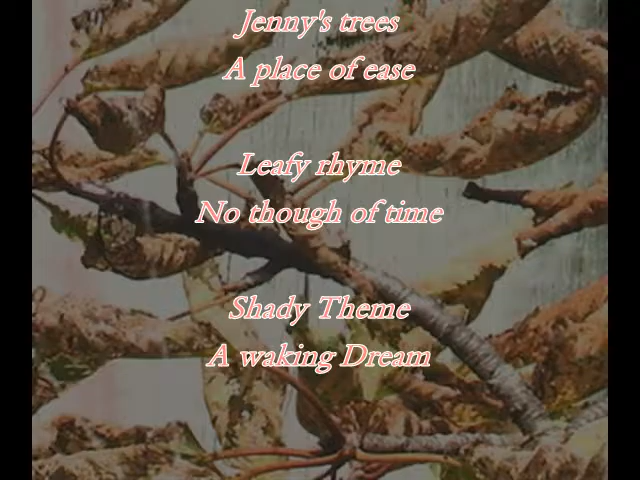 Jenny's trees
A place of ease
Leafy rhyme
No though of time
Shady Theme
A waking Dream